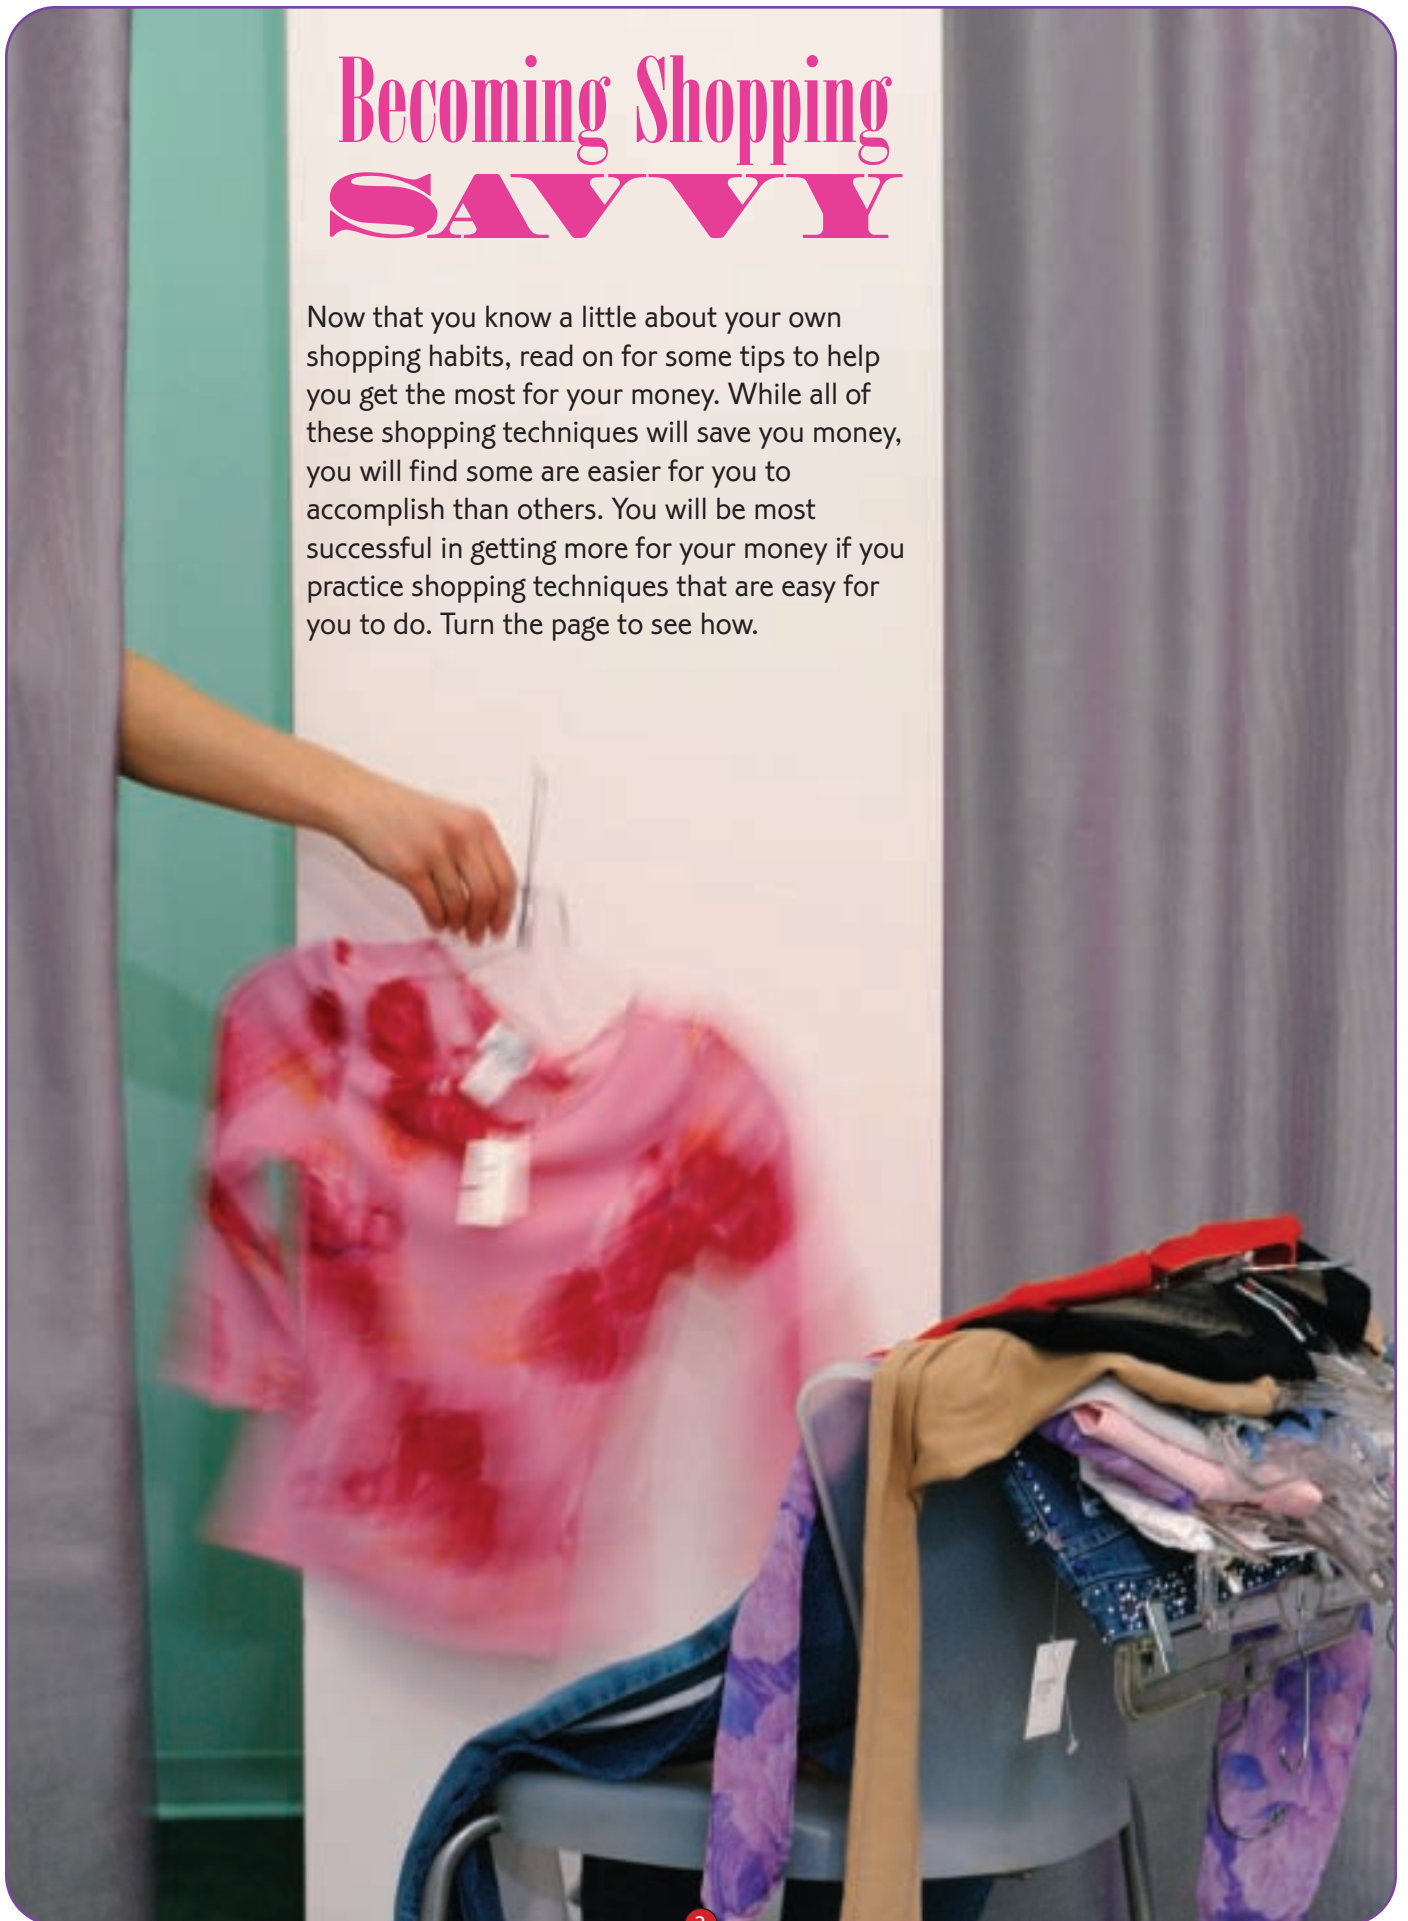 Becoming Shopping
SAVVY
Now that you know a little about your own
shopping habits, read on for some tips to help
you get the most for your money. While all of
these shopping techniques will save you money,
you will find some are easier for you to
accomplish than others. You will be most
successful in getting more for your money if you
practice shopping techniques that are easy for
you to do. Turn the page to see how.